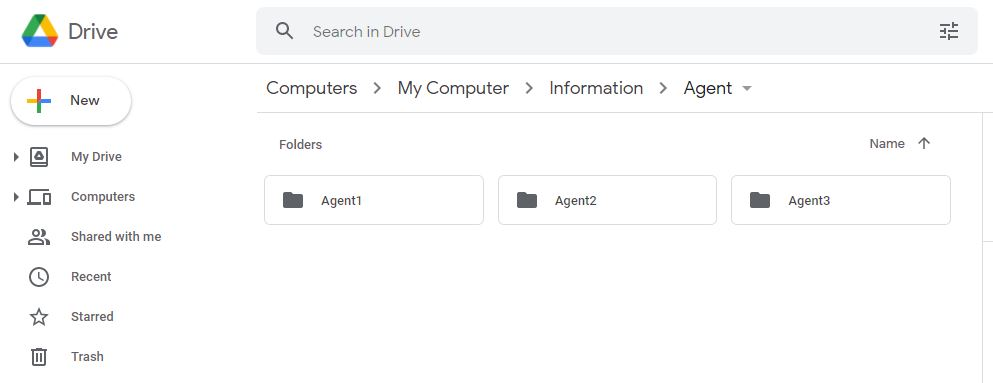 Drive
Search in Drive
New
My Drive
Computers
Shared with me
Recent
Starred
Trash
Computers My Computer Information Agent
Folders Name
Agent1 Agent2 Agent3